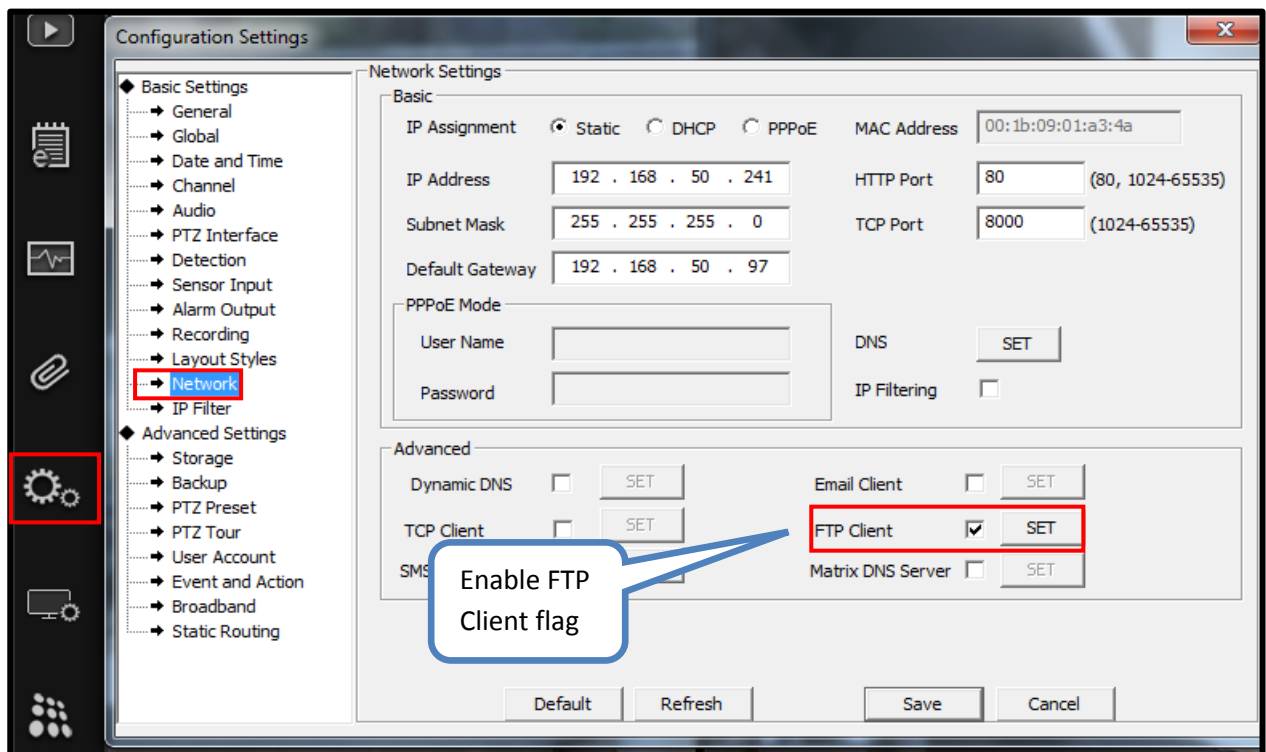 Configuration Settings
x
Basic Settings
General
Global
Date and Time
Channel
Audio
PTZ Interface
Detection
Sensor Input
Alarm Output
Recording
Layout Styles
Network
IP Filter
Advanced Settings
Storage
Backup
PTZ Preset
PTZ Tour
User Account
Event and Action
Broadband
Static Routing
Network Settings
Basic
IP Assignment Static DHCP PPPoE MAC Address 00:1b:09:01:a3:4a
IP Address 192 . 168 . 50 . 241 HTTP Port 80 (80, 1024-65535)
Subnet Mask 255 . 255 . 255 . 0 TCP Port 8000 (1024-65535)
Default Gateway 192 . 168 . 50 . 97
PPPoE Mode
User Name DNS SET
Password IP Filtering
Advanced
Dynamic DNS SET Email Client SET
TCP Client SET FTP Client SET
SMS Matrix DNS Server SET
Enable FTP
Client flag
Default Refresh Save Cancel